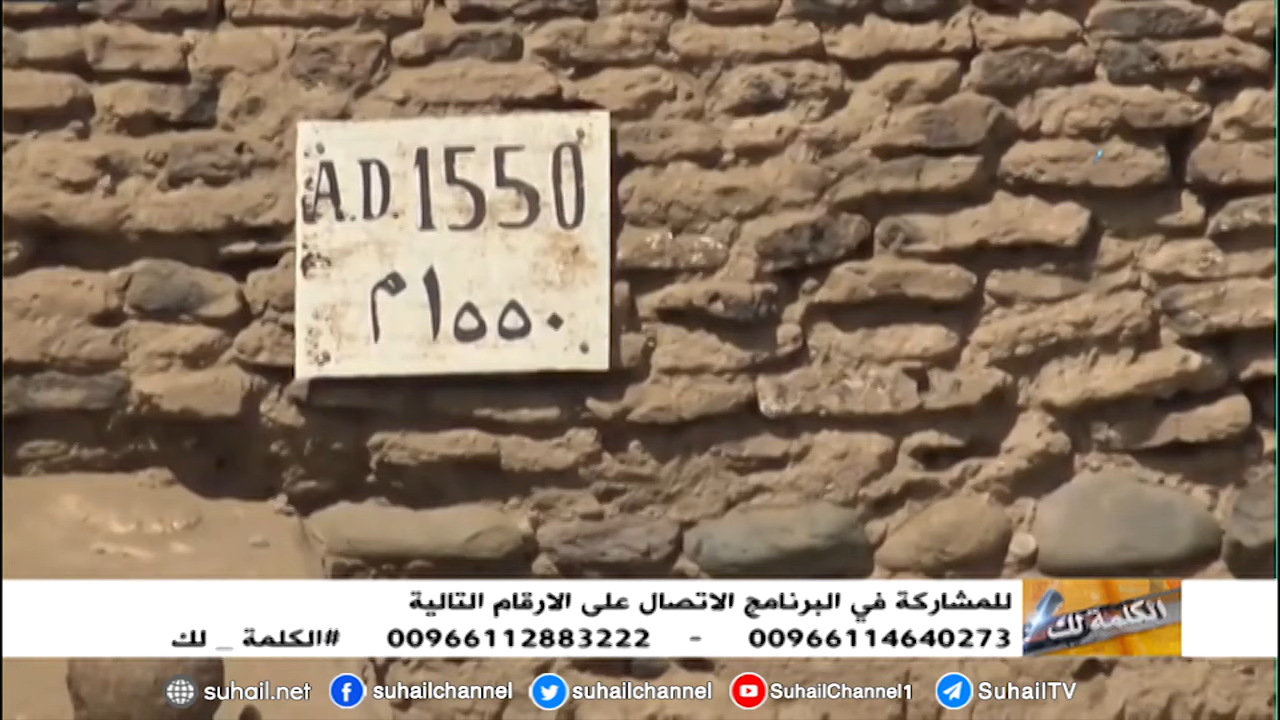 A.D. 1550
١٥٥٠ م
للمشاركة في البرنامج الاتصال على الارقام التالية
00966114640273 - 00966112883222 #الكلمة _ لك
الكلمة لك
suhail.net suhailchannel suhailchannel SuhailChannel1 SuhailTV